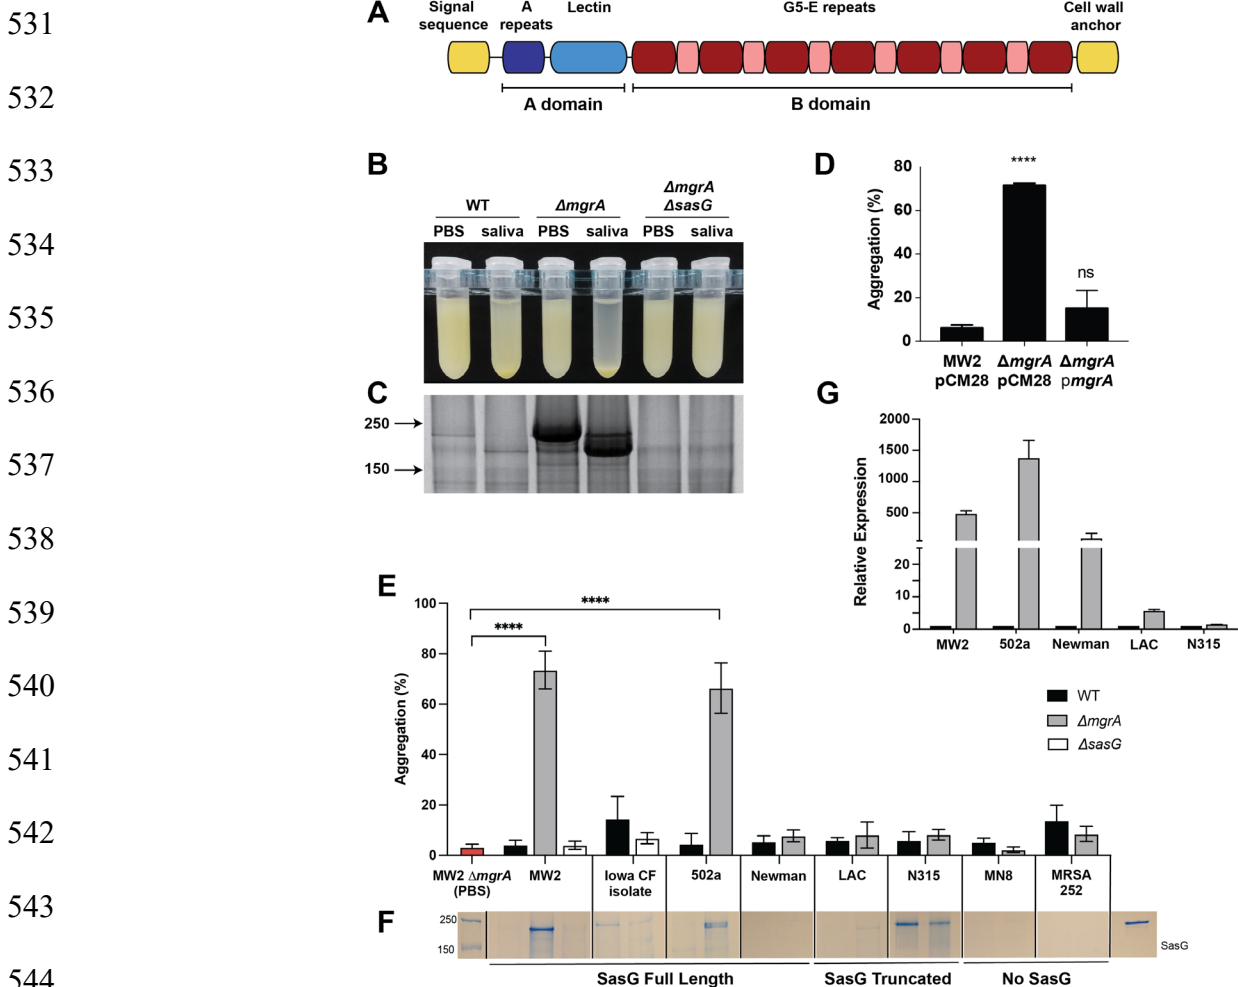 531
532
533
534
535
536
537
538
539
540
541
542
543
544
A
Signal sequence
A repeats
Lectin
G5-E repeats
Cell wall anchor
A domain
B domain
B
WT
ΔmgrA
ΔmgrA ΔsasG
PBS saliva PBS saliva PBS saliva
C
250
150
D
Aggregation (%)
80
60
40
20
0
****
ns
MW2 pCM28
ΔmgrA pCM28
ΔmgrA pmgrA
G
Relative Expression
2000
1500
1000
500
20
10
0
MW2 502a Newman LAC N315
WT
ΔmgrA
ΔsasG
E
Aggregation (%)
100
80
60
40
20
0
****
****
MW2 ΔmgrA (PBS)
MW2
Iowa CF isolate
502a
Newman
LAC
N315
MN8
MRSA 252
F
250
150
SasG
SasG Full Length
SasG Truncated
No SasG